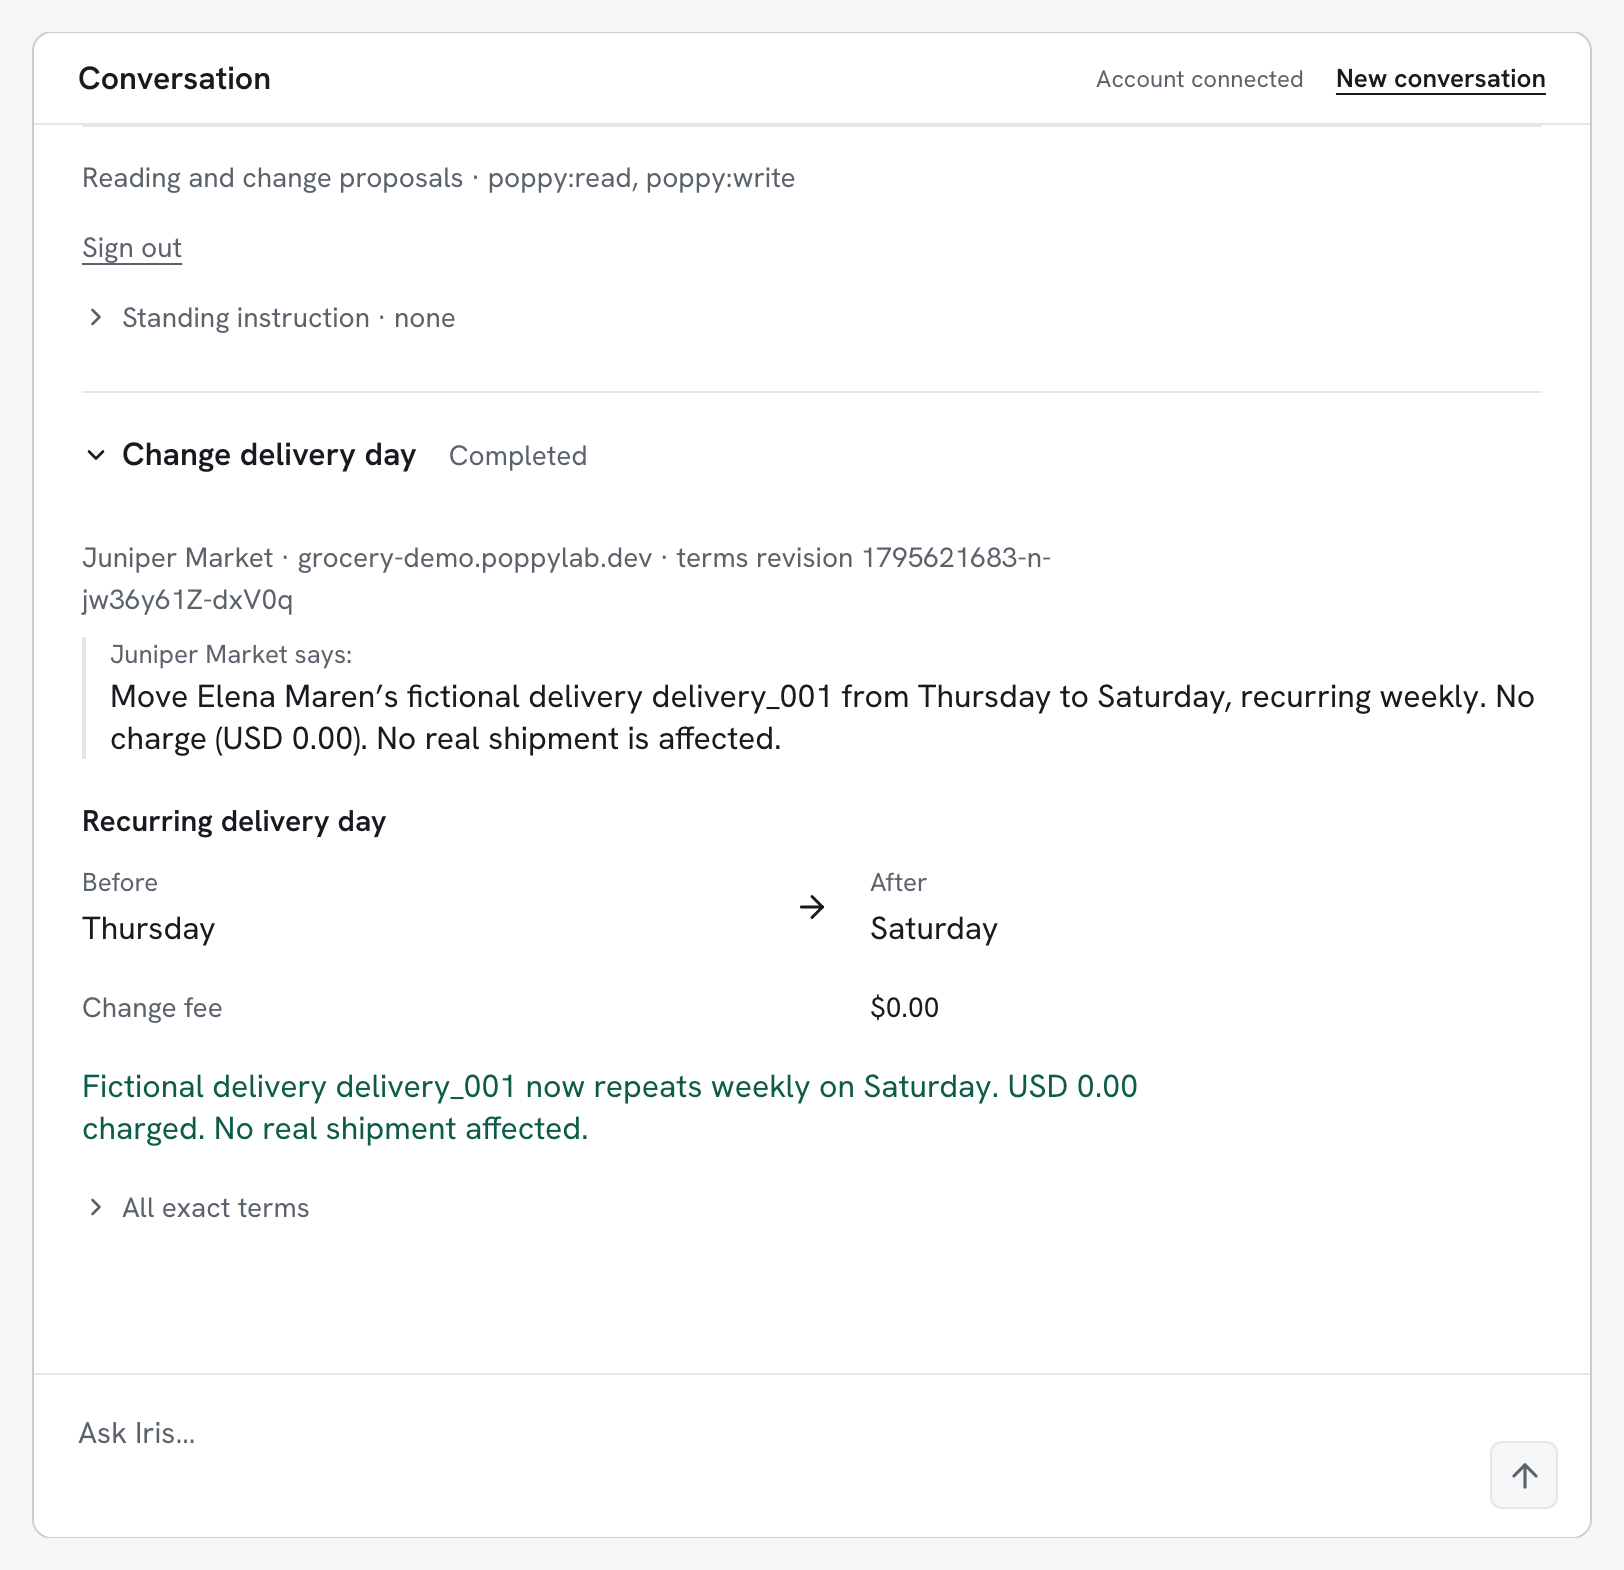 Conversation
Account connected
New conversation
Reading and change proposals · poppy:read, poppy:write
Sign out
Standing instruction · none
Change delivery day
Completed
Juniper Market · grocery-demo.poppylab.dev · terms revision 1795621683-n-
jw36y61Z-dxV0q
Juniper Market says:
Move Elena Maren’s fictional delivery delivery_001 from Thursday to Saturday, recurring weekly. No
charge (USD 0.00). No real shipment is affected.
Recurring delivery day
Before
Thursday
After
Saturday
Change fee
$0.00
Fictional delivery delivery_001 now repeats weekly on Saturday. USD 0.00
charged. No real shipment affected.
All exact terms
Ask Iris…